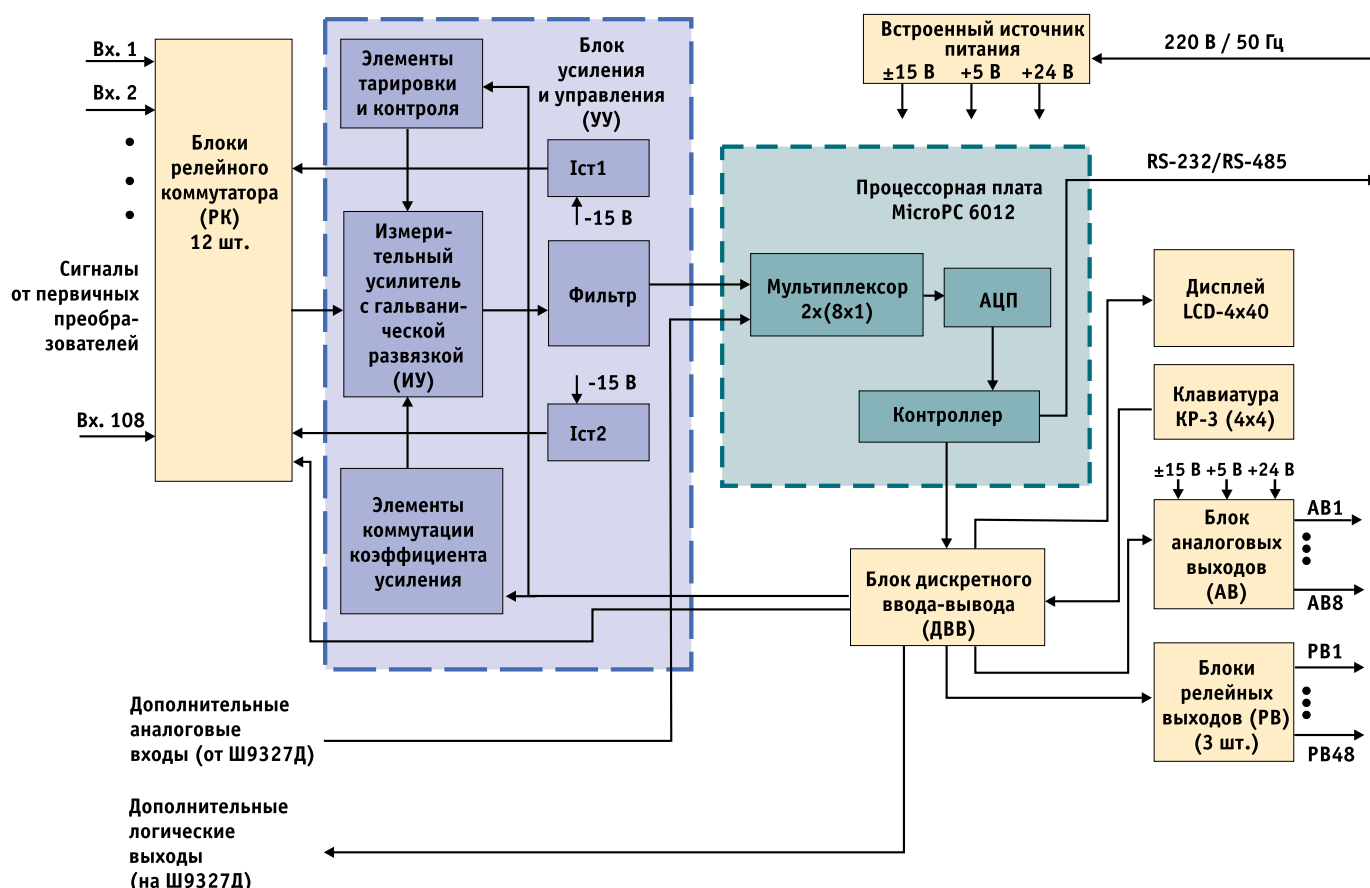 Вх. 1
Вх. 2
Блоки
релейного
коммутатора
(РК)
12 шт.
Сигналы
от первичных
преобра-
зователей
Вх. 108
Элементы
тарировки
и контроля
Блок
усиления
и управления
(УУ)
Iст1
-15 В
Измери-
тельный
усилитель
с гальвани-
ческой
развязкой
(ИУ)
Фильтр
-15 В
Iст2
Элементы
коммутации
коэффициента
усиления
Встроенный источник
питания
±15 В +5 В +24 В
220 В / 50 Гц
RS-232/RS-485
Процессорная плата
MicroPC 6012
Мультиплексор
2х(8х1)
АЦП
Контроллер
Дисплей
LCD-4х40
Клавиатура
КР-3 (4х4)
±15 В +5 В +24 В
Блок
аналоговых
выходов
(АВ)
АВ1
АВ8
Блок дискретного
ввода-вывода
(ДВВ)
Блоки
релейных
выходов (РВ)
(3 шт.)
РВ1
РВ48
Дополнительные
аналоговые
входы (от Ш9327Д)
Дополнительные
логические
выходы
(на Ш9327Д)